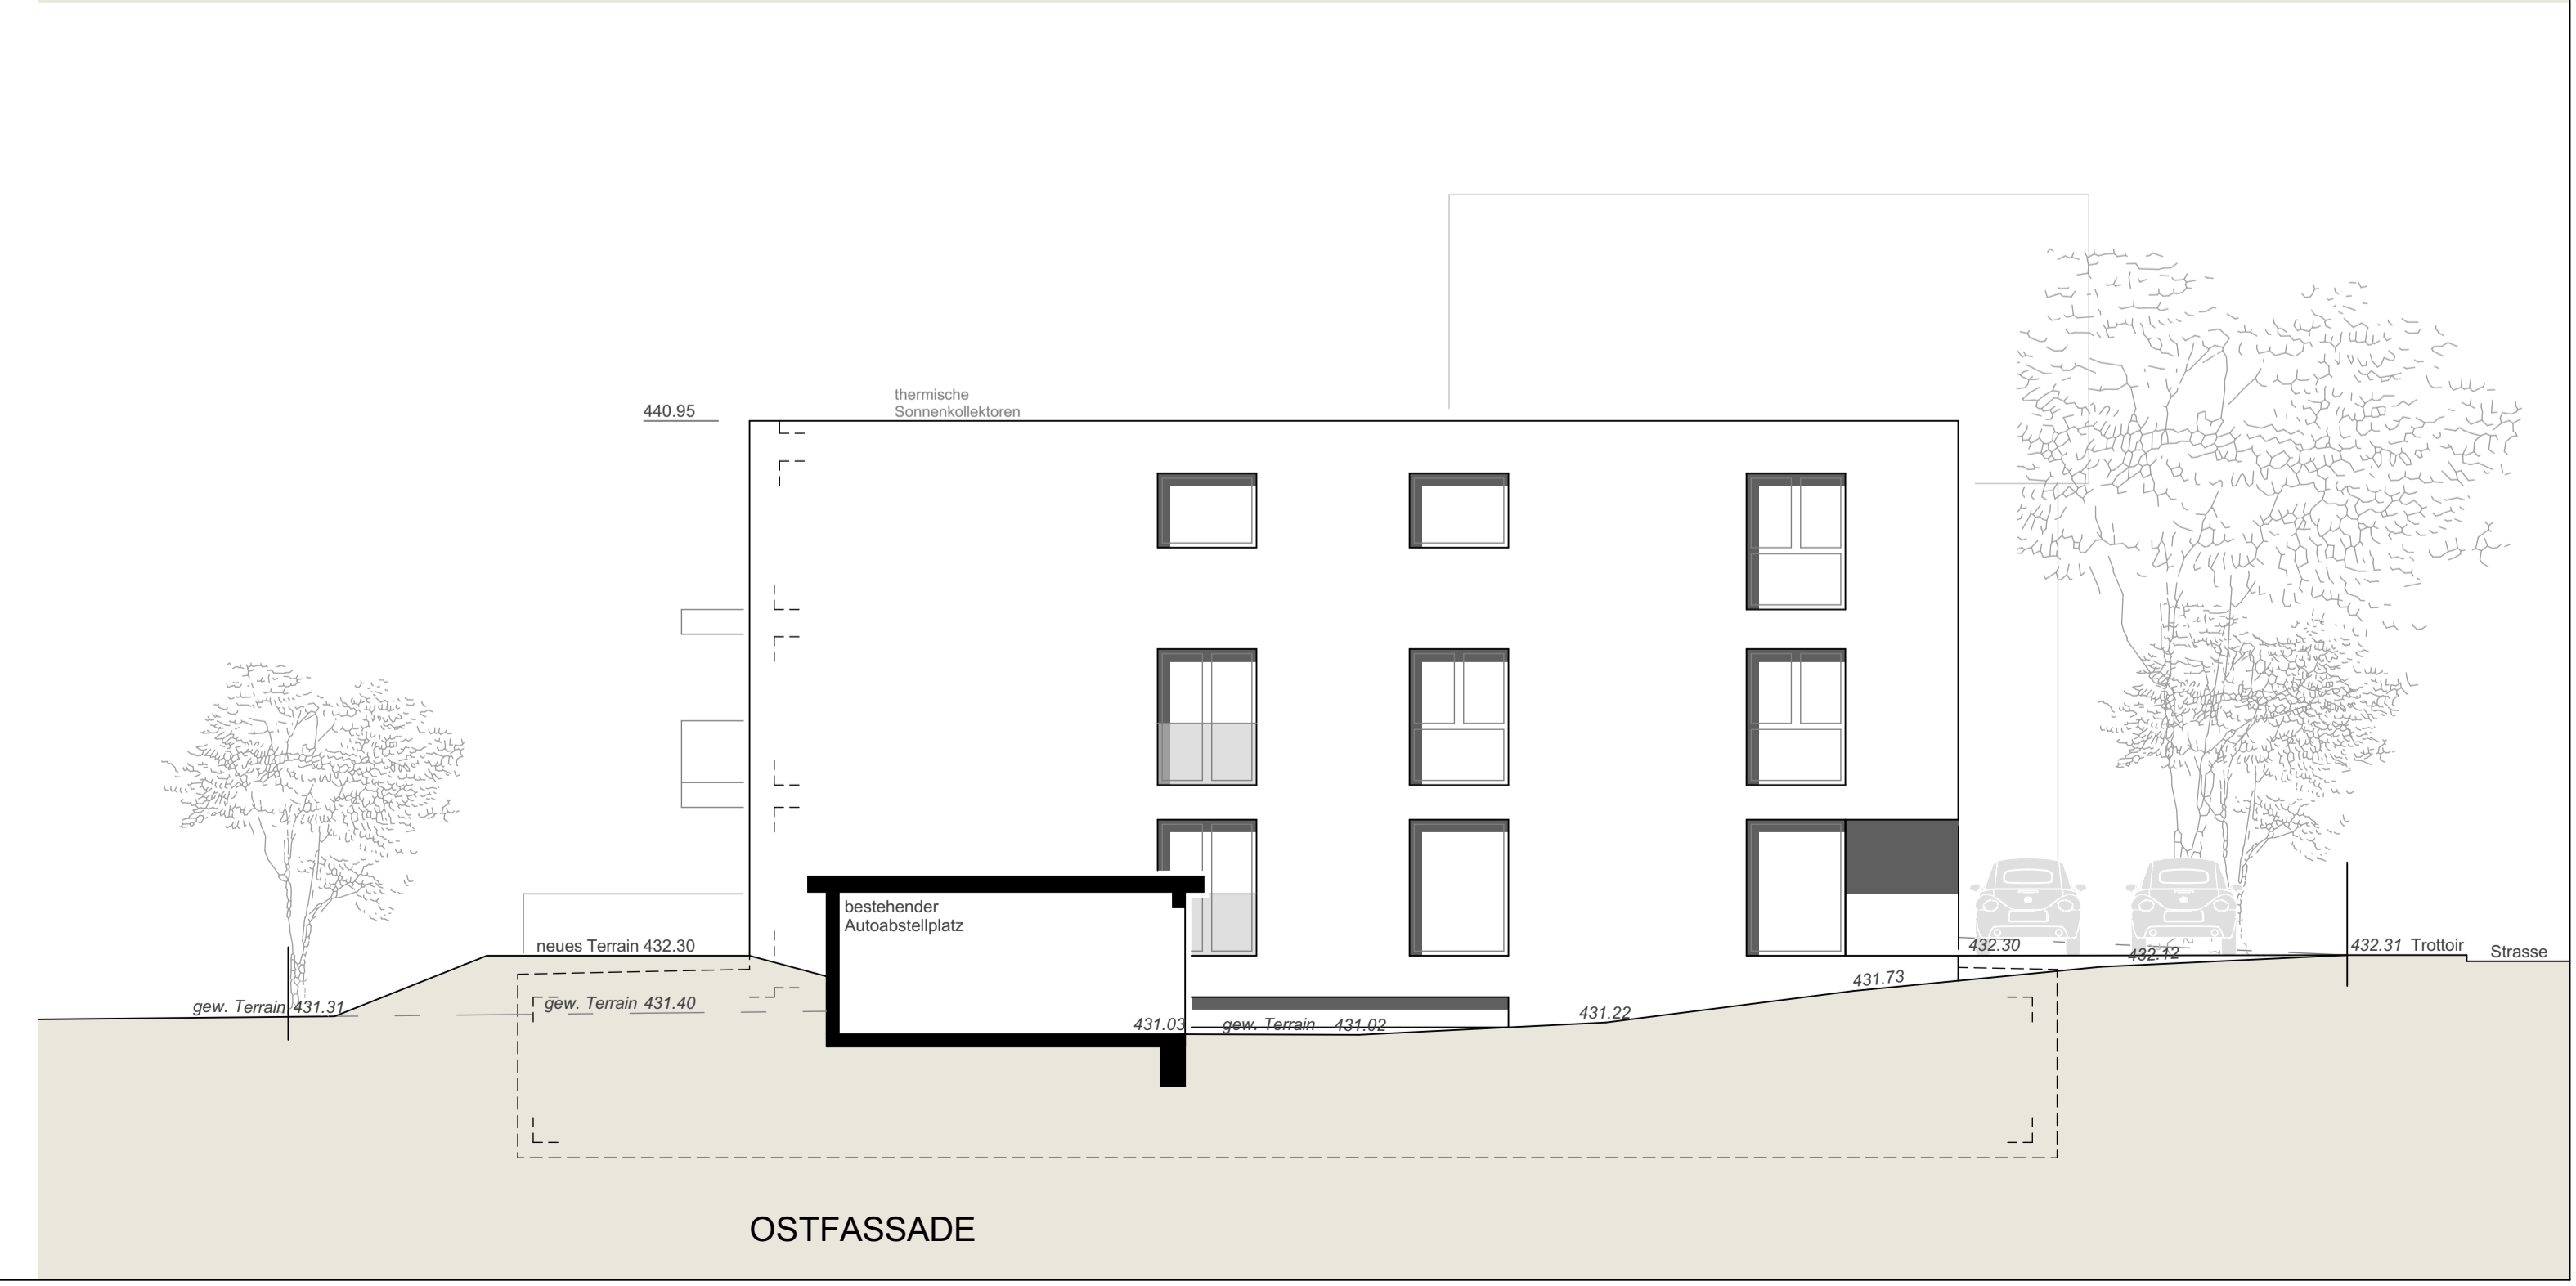 thermische
Sonnenkollektoren
440.95
bestehender
Autoabstellplatz
neues Terrain 432.30
432.30
432.12
432.31 Trottoir
Strasse
gew. Terrain 431.31
gew. Terrain 431.40
431.03
gew. Terrain 431.02
431.22
431.73
OSTFASSADE